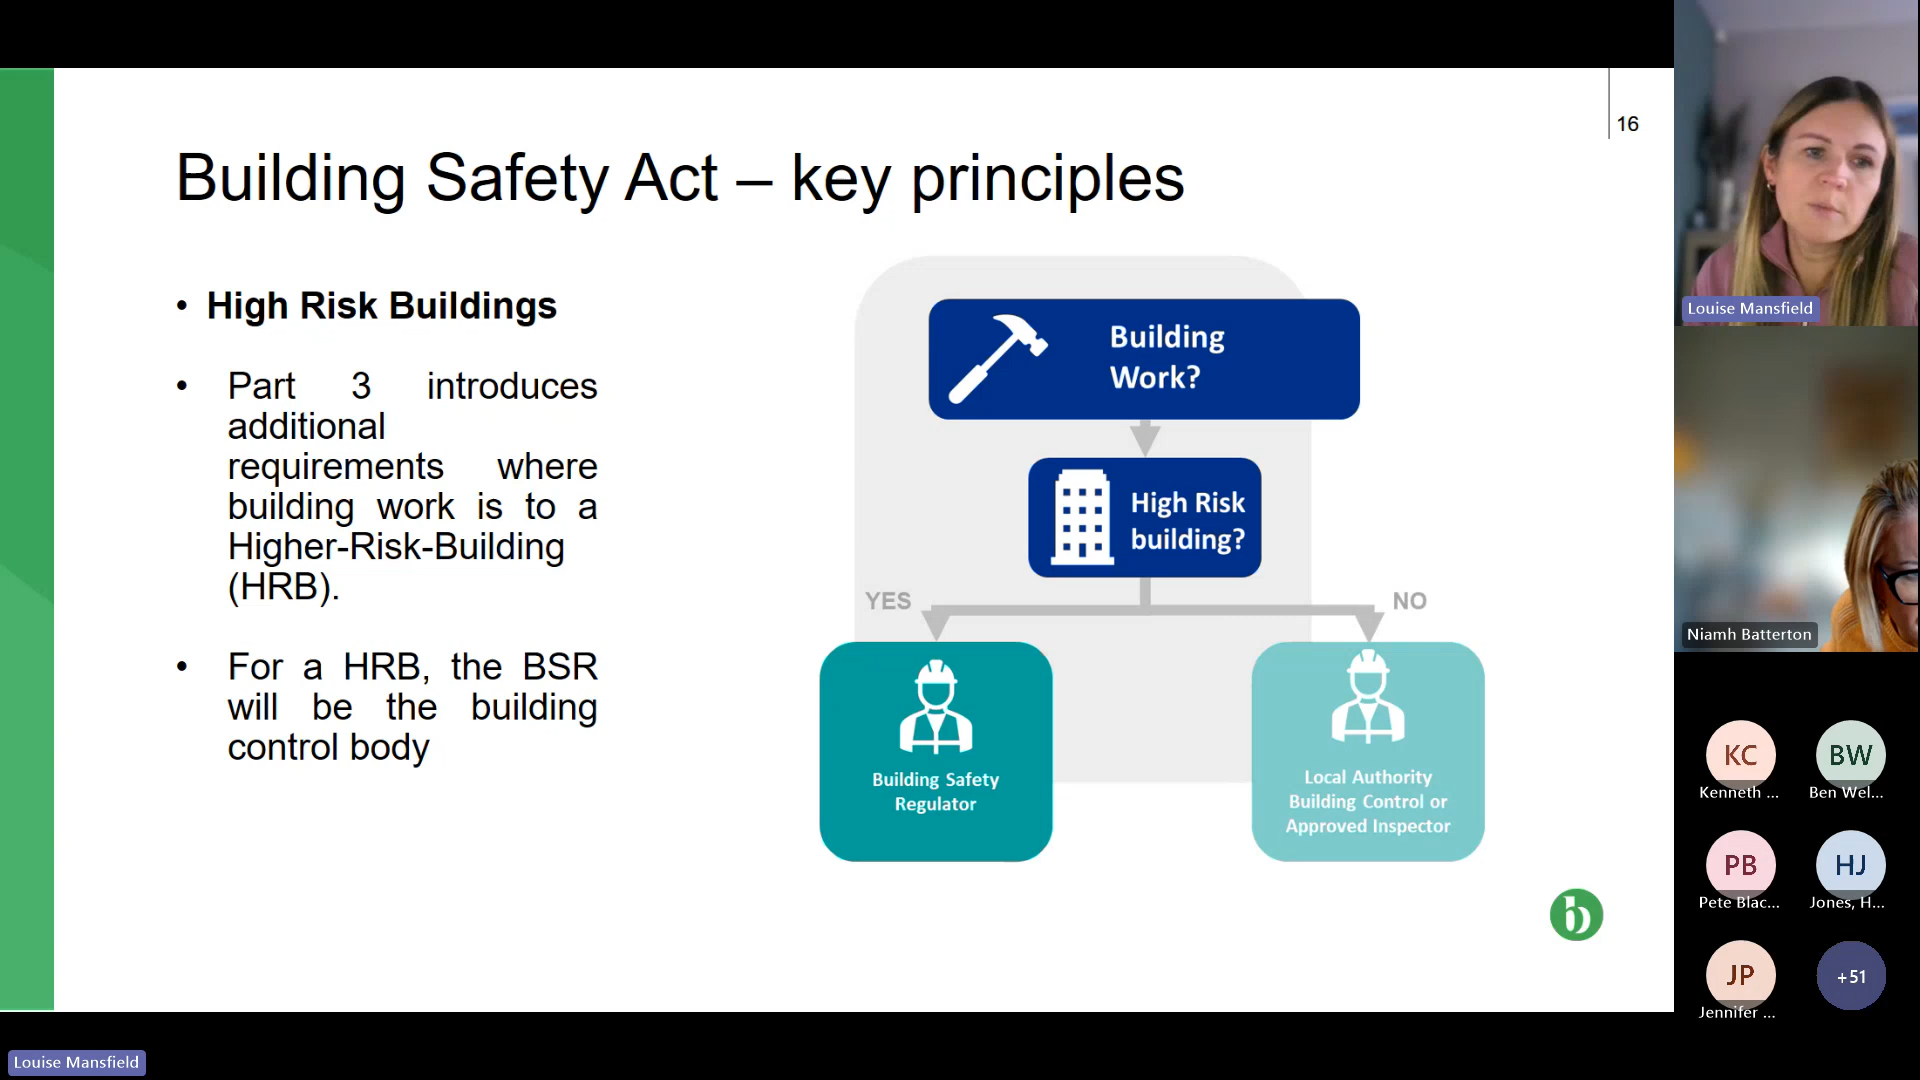 16
Building Safety Act – key principles
• High Risk Buildings
• Part 3 introduces
additional
requirements where
building work is to a
Higher-Risk-Building
(HRB).
• For a HRB, the BSR
will be the building
control body
Building
Work?
High Risk
building?
YES
NO
Building Safety
Regulator
Local Authority
Building Control or
Approved Inspector
b
Louise Mansfield
Niamh Batterton
KC
Kenneth ...
BW
Ben Wel...
PB
Pete Blac...
HJ
Jones, H...
JP
Jennifer ...
+51
Louise Mansfield